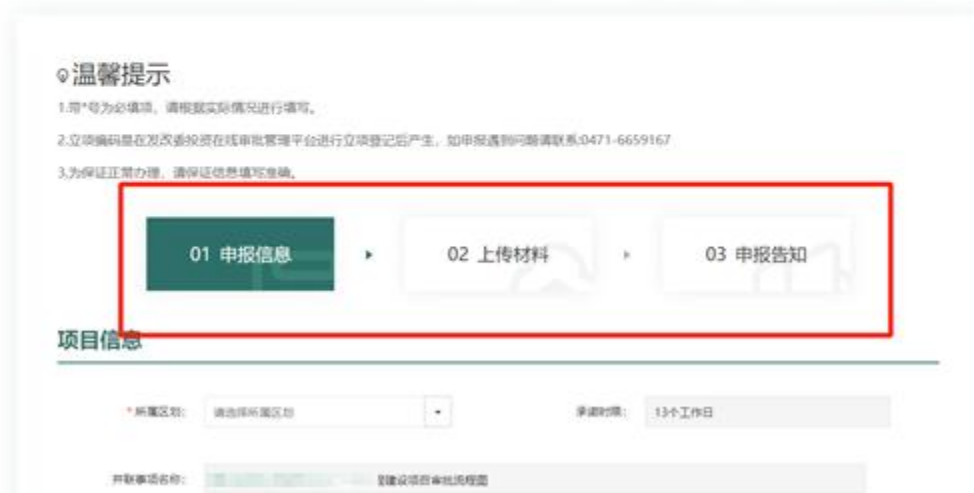 温馨提示
1.带*号为必填项，请根据实际情况进行填写。
2.立项编码是在发改委投资在线审批管理平台进行立项登记后产生，如申报遇到问题请联系:0471-6659167
3.为保证正常办理，请保证信息填写准确。
01 申报信息
02 上传材料
03 申报告知
项目信息
*所属区划:
请选择所属区划
承诺时限:
13个工作日
并联事项名称:
建设项目审批流程图